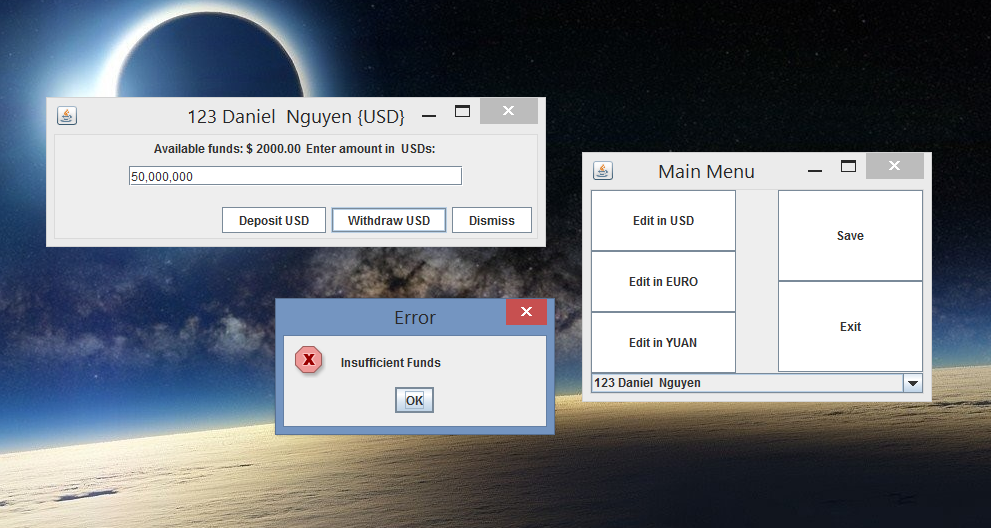 123 Daniel  Nguyen {USD}
Available funds: $ 2000.00 Enter amount in  USDs:
50,000,000
Deposit USD
Withdraw USD
Dismiss
Main Menu
Edit in USD
Edit in EURO
Edit in YUAN
Save
Exit
123 Daniel  Nguyen
Error
Insufficient Funds
OK